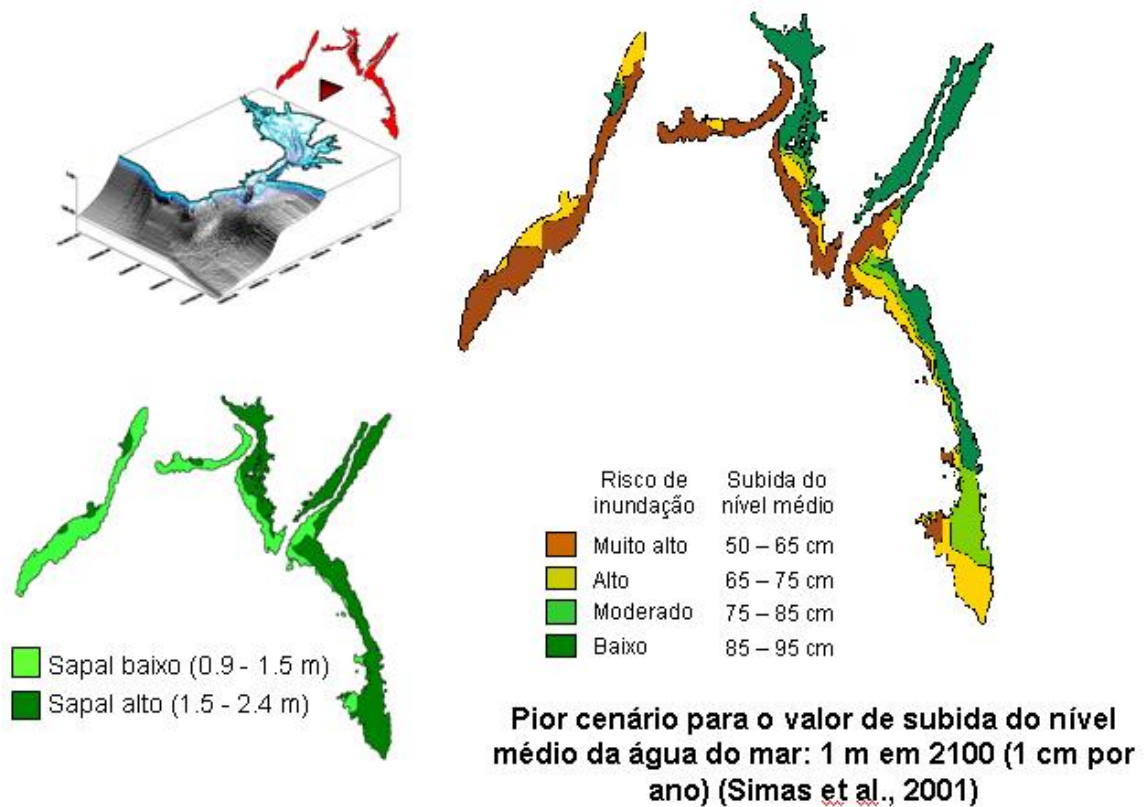 Sapal baixo (0.9 - 1.5 m)
Sapal alto (1.5 - 2.4 m)
Risco de inundação Subida do nível médio
Muito alto 50 – 65 cm
Alto 65 – 75 cm
Moderado 75 – 85 cm
Baixo 85 – 95 cm
Pior cenário para o valor de subida do nível
médio da água do mar: 1 m em 2100 (1 cm por
ano) (Simas et al., 2001)